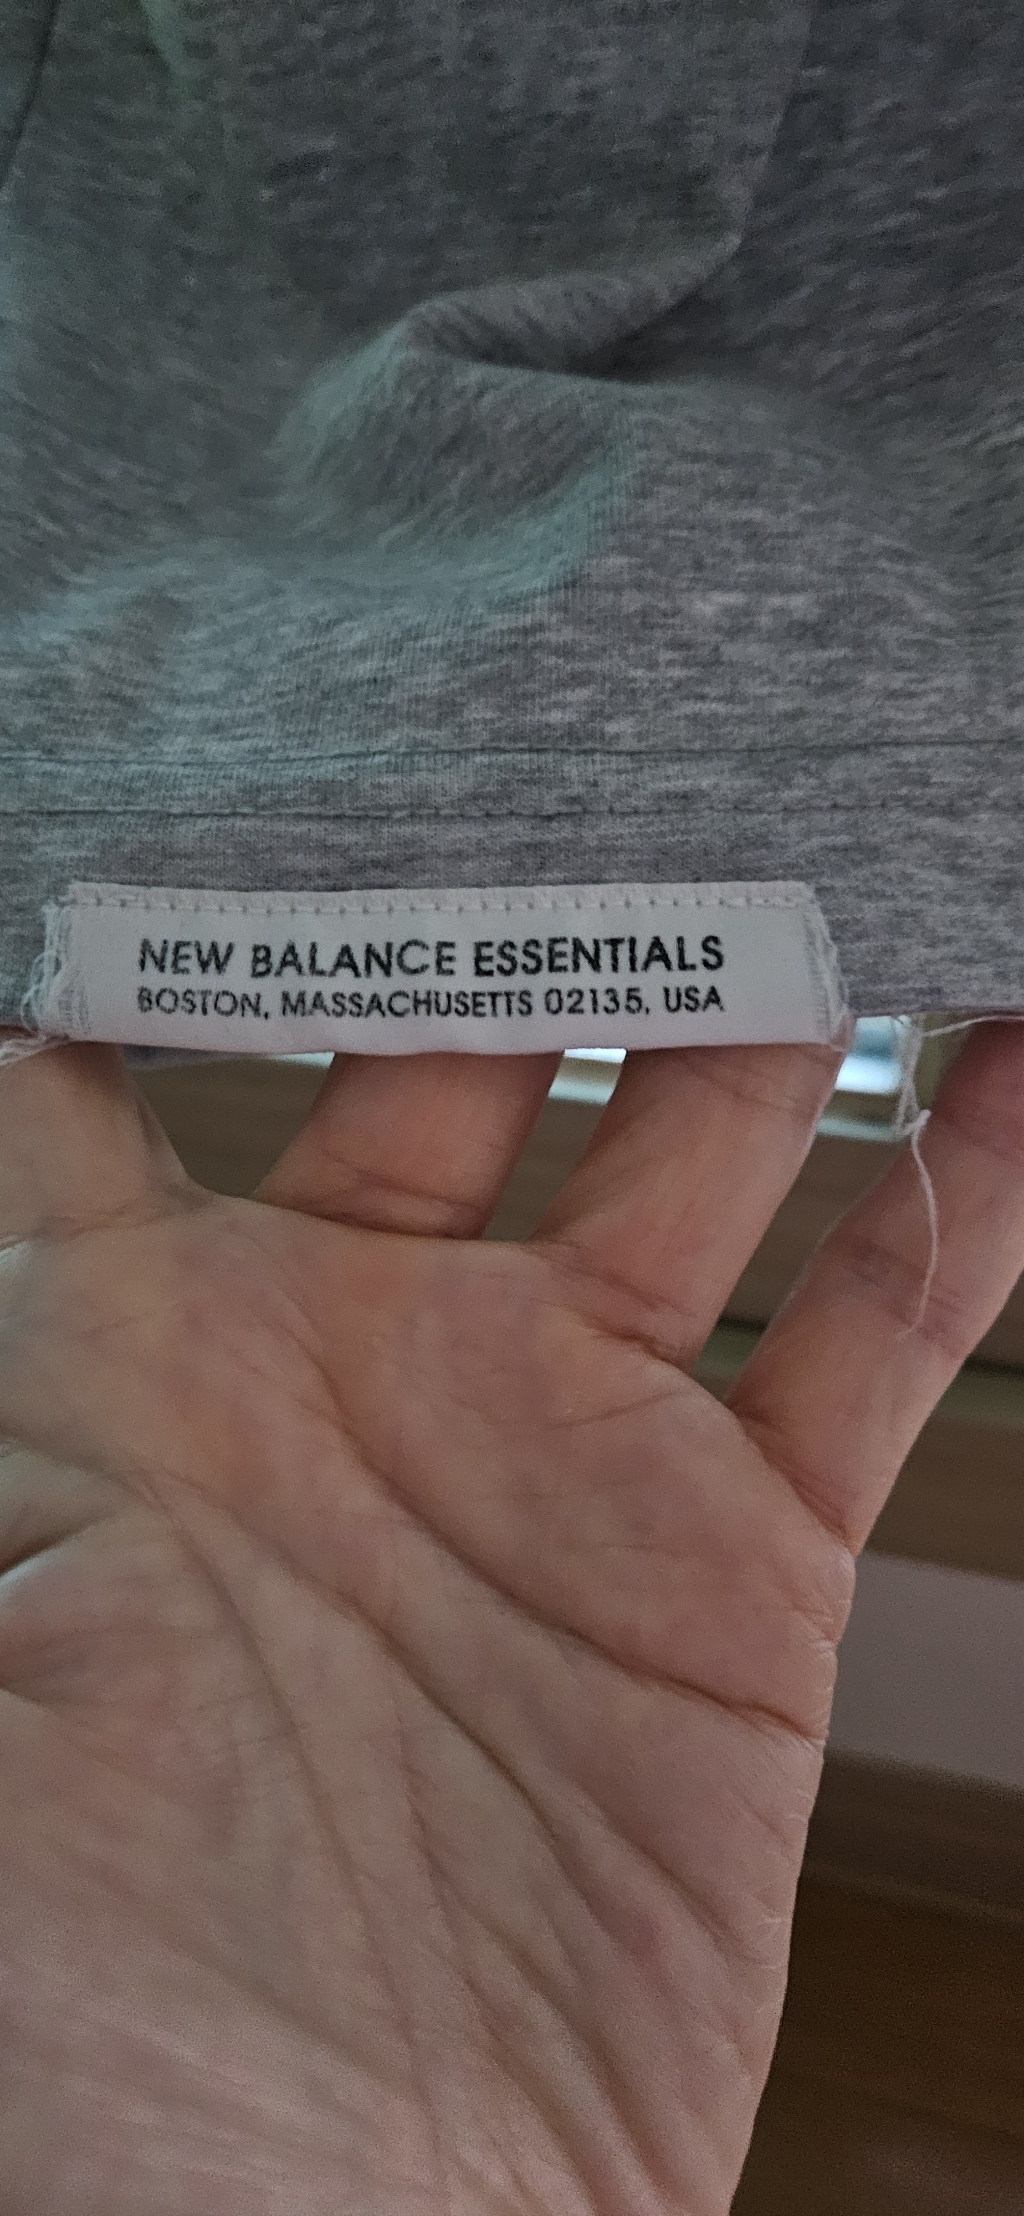 NEW BALANCE ESSENTIALS
BOSTON, MASSACHUSETTS 02135, USA